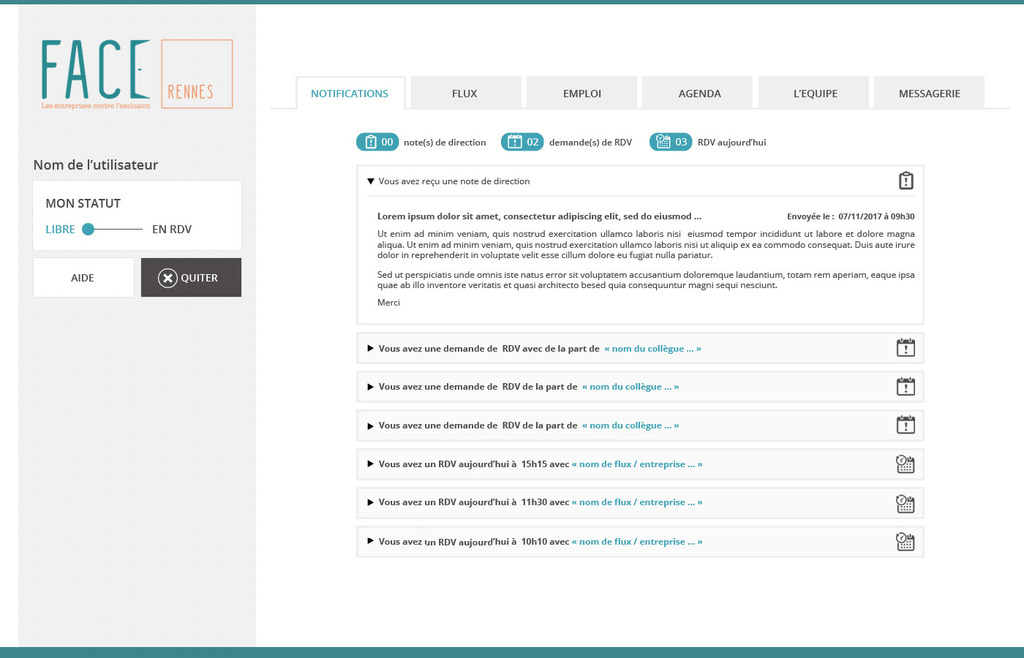 FACE
RENNES
Les entreprises contre l'exclusion
Nom de l'utilisateur
MON STATUT
LIBRE EN RDV
AIDE
QUITER
NOTIFICATIONS FLUX EMPLOI AGENDA L'EQUIPE MESSAGERIE
00 note(s) de direction 02 demande(s) de RDV 03 RDV aujourd'hui
Vous avez reçu une note de direction
Lorem ipsum dolor sit amet, consectetur adipiscing elit, sed do eiusmod ... Envoyée le : 07/11/2017 à 09h30
Ut enim ad minim veniam, quis nostrud exercitation ullamco laboris nisi eiusmod tempor incididunt ut labore et dolore magna
aliqua. Ut enim ad minim veniam, quis nostrud exercitation ullamco laboris nisi ut aliquip ex ea commodo consequat. Duis aute irure
dolor in reprehenderit in voluptate velit esse cillum dolore eu fugiat nulla pariatur.
Sed ut perspiciatis unde omnis iste natus error sit voluptatem accusantium doloremque laudantium, totam rem aperiam, eaque ipsa
quae ab illo inventore veritatis et quasi architecto besed quia consequuntur magni sequi nesciunt.
Merci
Vous avez une demande de RDV avec de la part de « nom du collègue ... »
Vous avez une demande de RDV de la part de « nom du collègue ... »
Vous avez une demande de RDV de la part de « nom du collègue ... »
Vous avez un RDV aujourd'hui à 15h15 avec « nom de flux / entreprise ... »
Vous avez un RDV aujourd'hui à 11h30 avec « nom de flux / entreprise ... »
Vous avez un RDV aujourd'hui à 10h10 avec « nom de flux / entreprise ... »